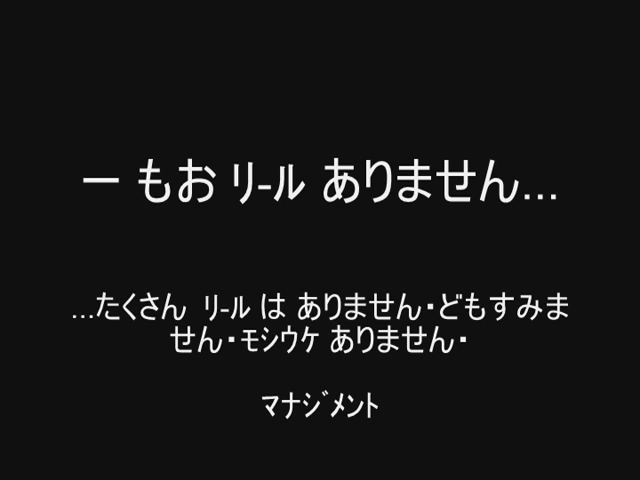 ー もお ﾘｰﾙ ありません...
...たくさん ﾘｰﾙ は ありません・どもすみま
せん・ﾓｼｳｹ ありません・
ﾏﾅｼﾞﾒﾝﾄ